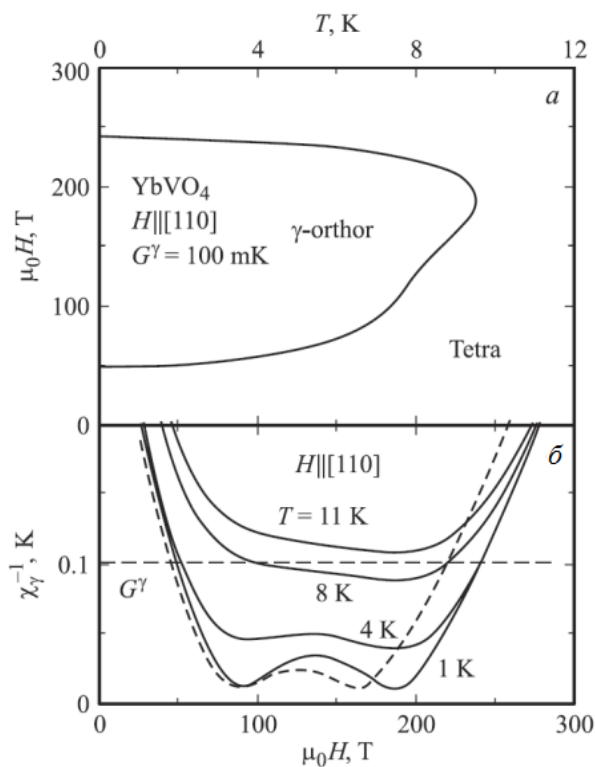 T, K
0 4 8 12
300
а
200
100
0
μ₀H, T
YbVO₄
H||[110]
Gᵞ = 100 mK
γ-orthor
Tetra
б
H||[110]
T = 11 K
0.1
Gᵞ
8 K
4 K
1 K
0
χᵧ⁻¹, K
0 100 200 300
μ₀H, T